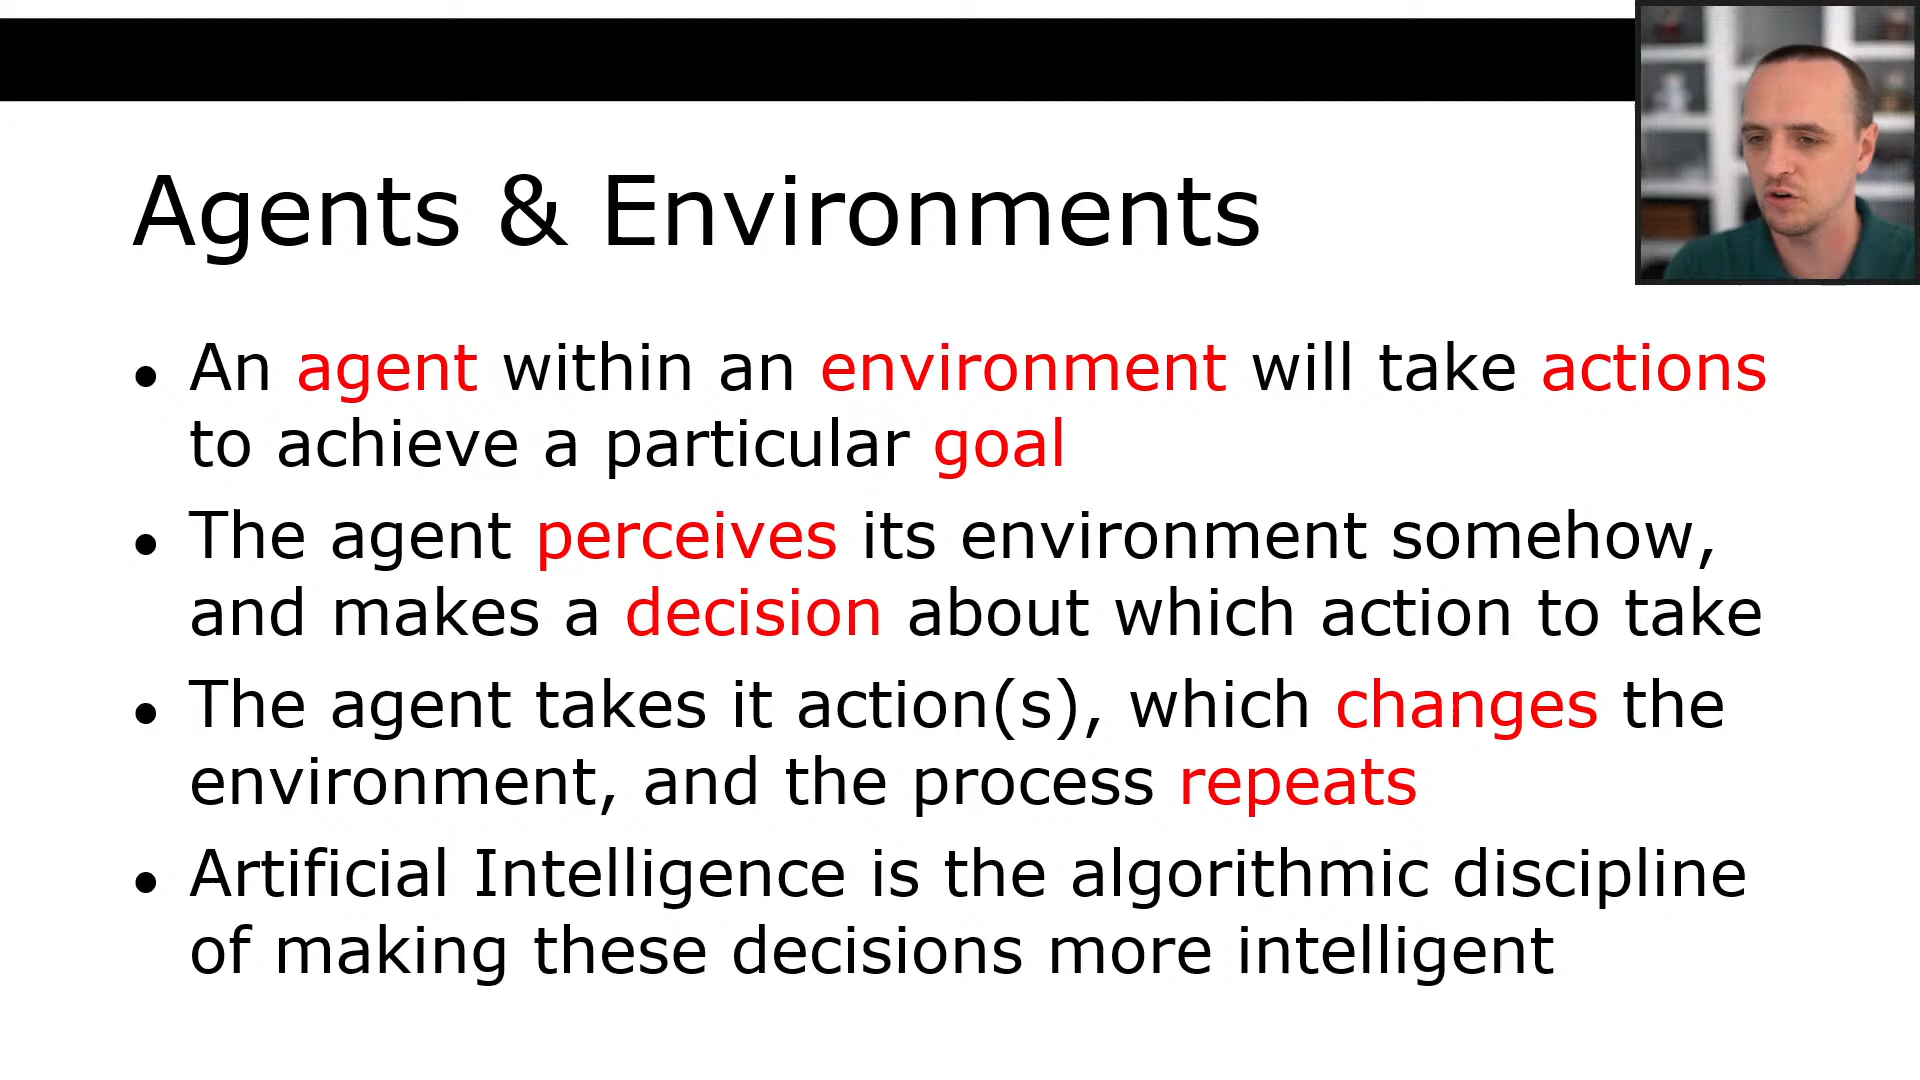 Agents & Environments
• An agent within an environment will take actions
to achieve a particular goal
• The agent perceives its environment somehow,
and makes a decision about which action to take
• The agent takes it action(s), which changes the
environment, and the process repeats
• Artificial Intelligence is the algorithmic discipline
of making these decisions more intelligent